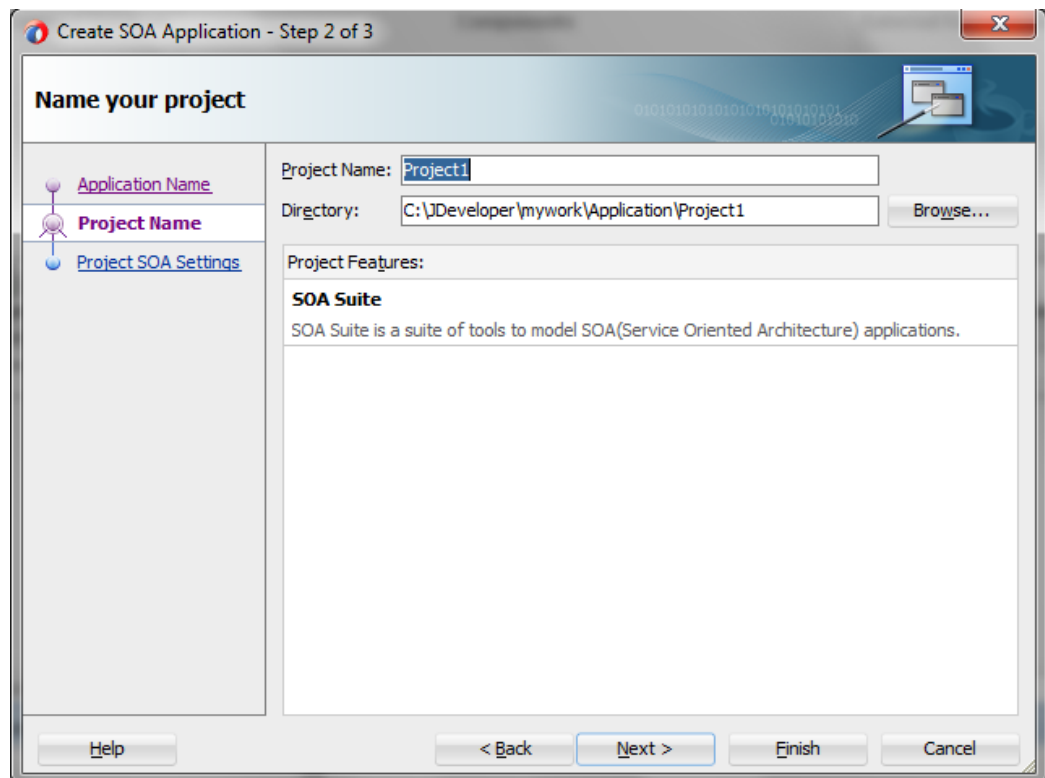 Create SOA Application - Step 2 of 3
Name your project
Application Name
Project Name
Project SOA Settings
Project Name: Project1
Directory: C:\JDeveloper\mywork\Application\Project1 Browse...
Project Features:
SOA Suite
SOA Suite is a suite of tools to model SOA(Service Oriented Architecture) applications.
Help < Back Next > Finish Cancel